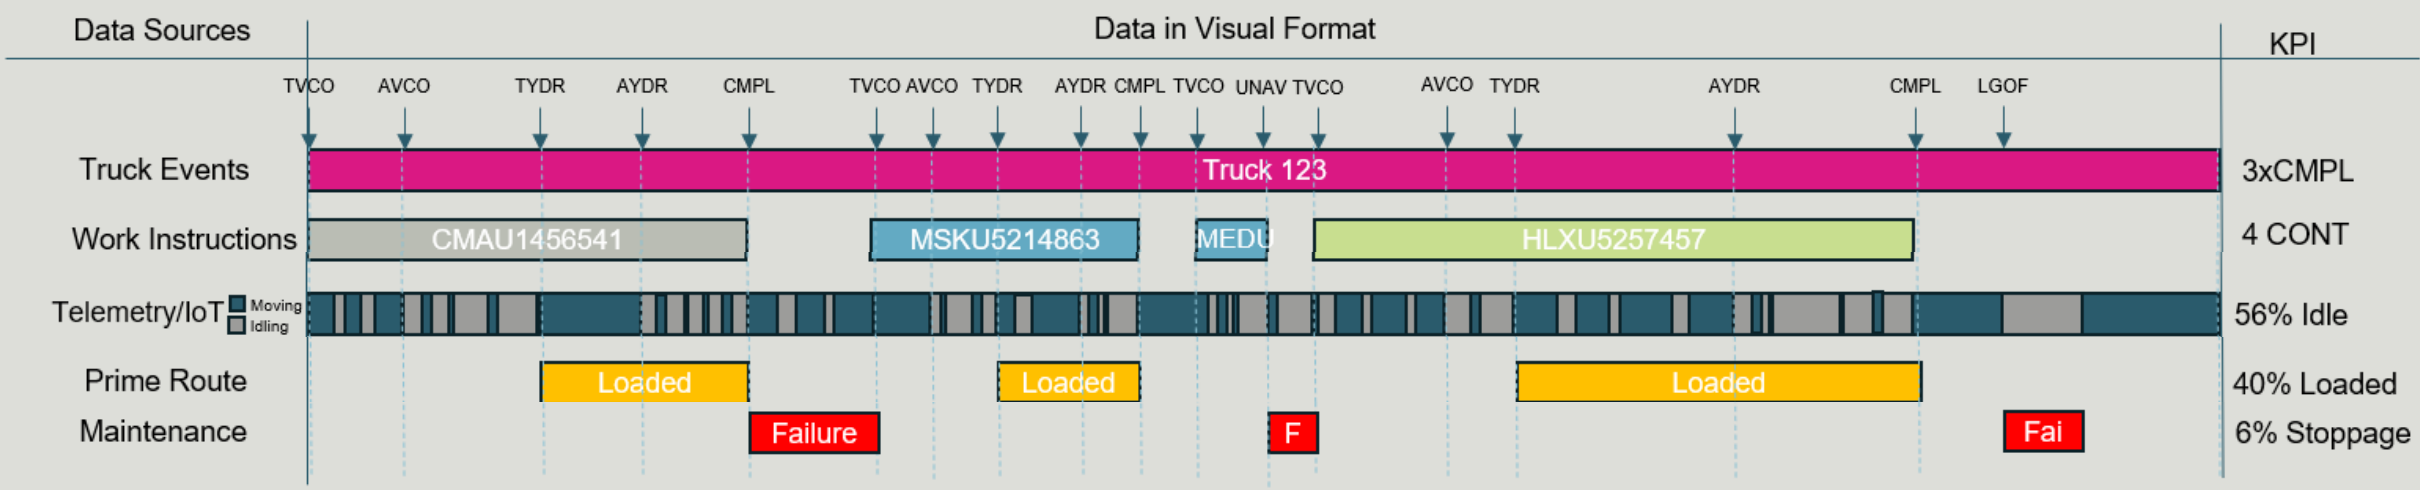 Data Sources
Data in Visual Format
KPI
TVCO AVCO TYDR AYDR CMPL TVCO AVCO TYDR AYDR CMPL TVCO UNAV TVCO AVCO TYDR AYDR CMPL LGOF
Truck Events Truck 123 3xCMPL
Work Instructions CMAU1456541 MSKU5214863 MEDU HLXU5257457 4 CONT
Telemetry/IoT Moving Idling 56% Idle
Prime Route Loaded Loaded Loaded 40% Loaded
Maintenance Failure F Fai 6% Stoppage